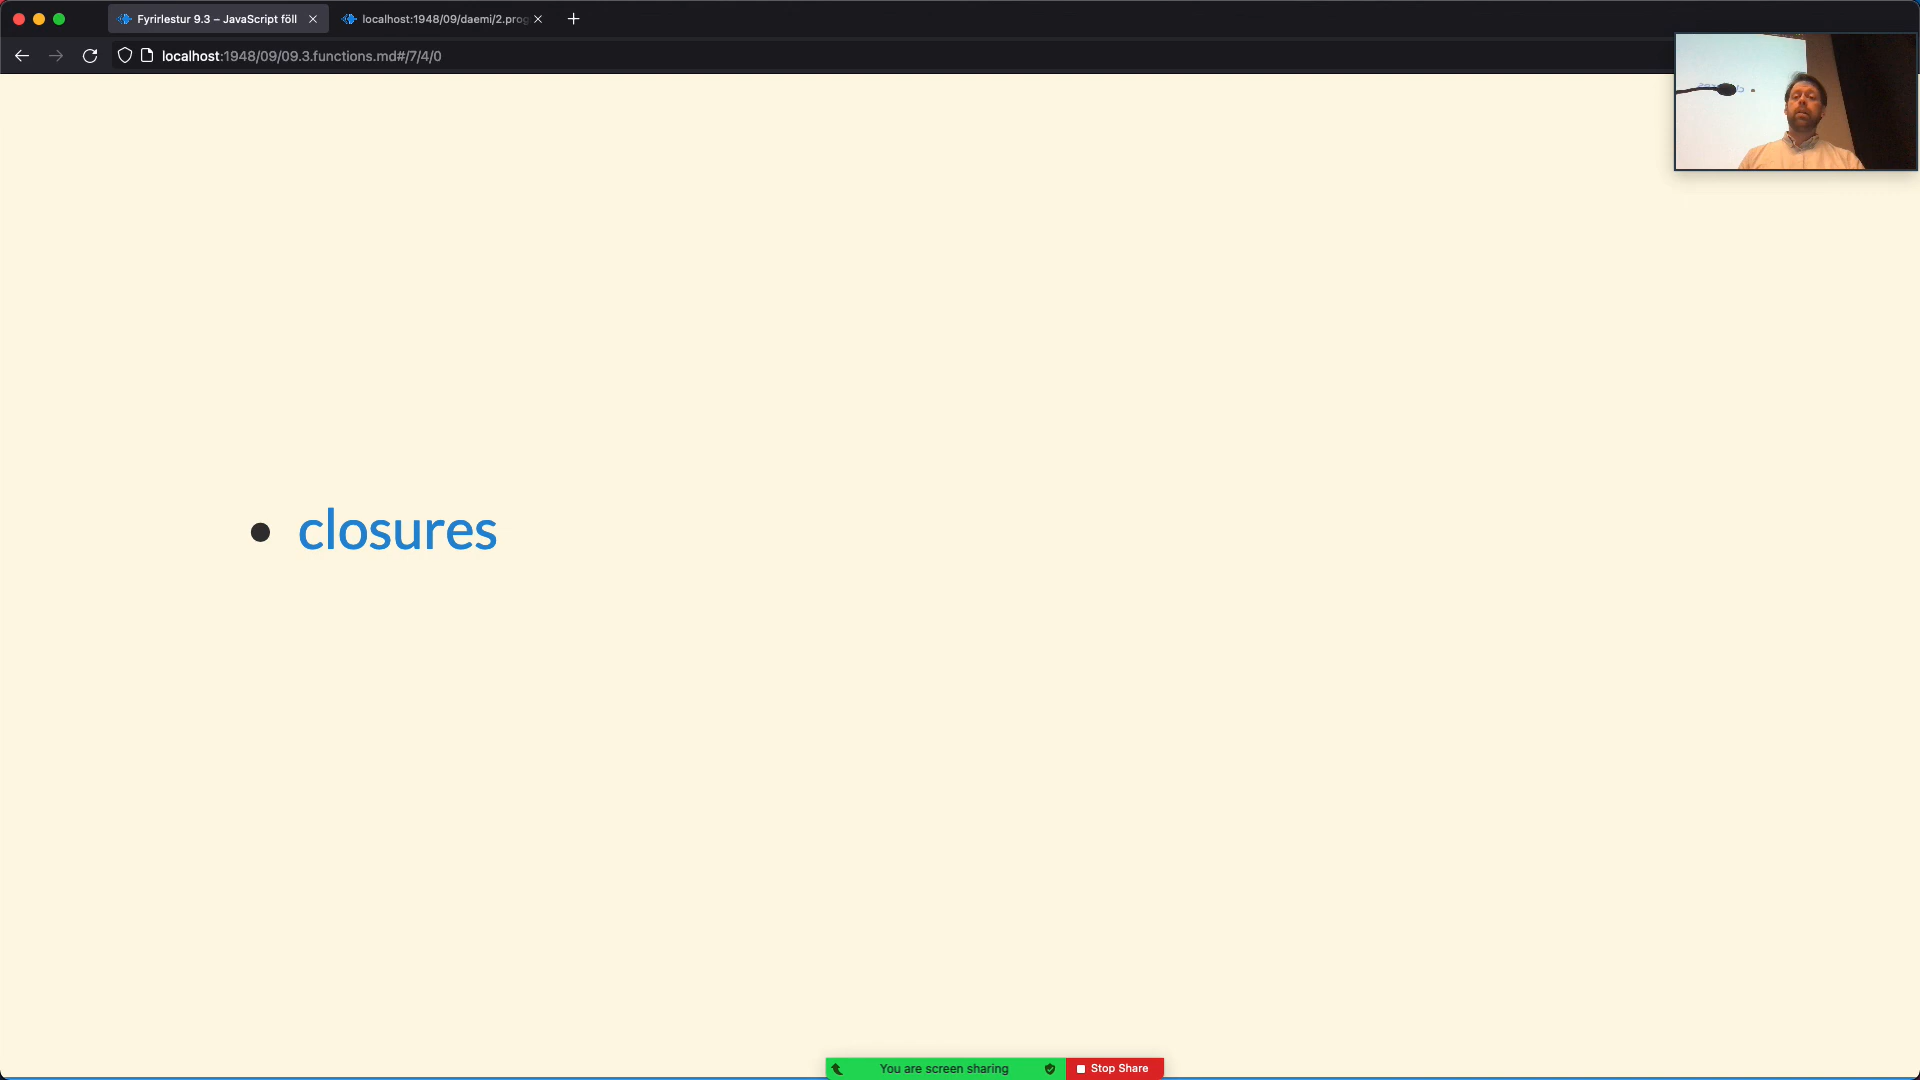 Fyrirlestur 9.3 – JavaScript föll
localhost:1948/09/daemi/2.prog
localhost:1948/09/09.3.functions.md#/7/4/0
closures
You are screen sharing
Stop Share